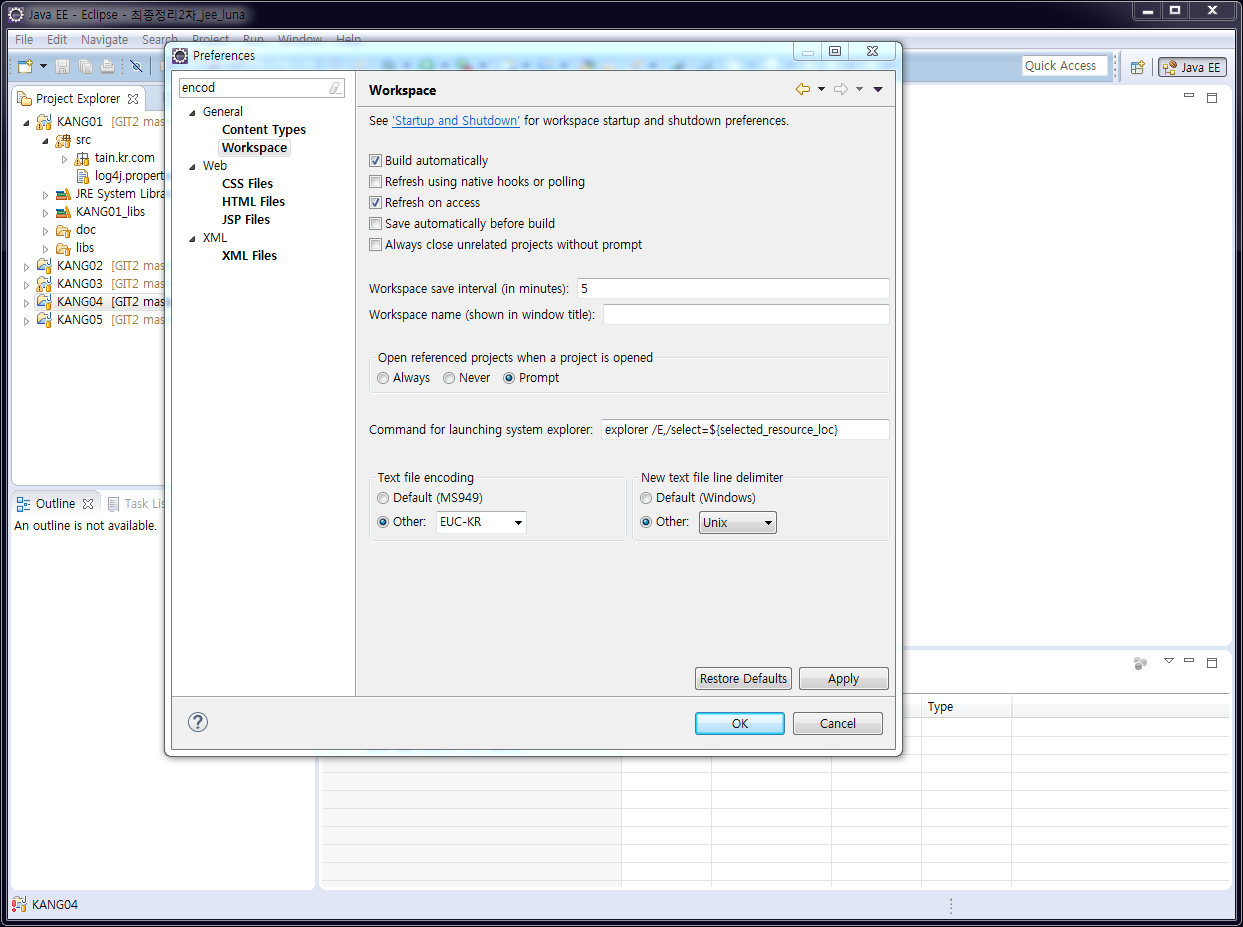 Java EE - Eclipse - 최종정리2차_jee_luna
File Edit Navigate Search Project Run Window Help
Quick Access
Java EE
Project Explorer
KANG01 [GIT2 mas
src
tain.kr.com
log4j.propert
JRE System Libra
KANG01_libs
doc
libs
KANG02 [GIT2 mas
KANG03 [GIT2 mas
KANG04 [GIT2 mas
KANG05 [GIT2 mas
Outline Task Lis
An outline is not available.
Preferences
encod
General
Content Types
Workspace
Web
CSS Files
HTML Files
JSP Files
XML
XML Files
Workspace
See 'Startup and Shutdown' for workspace startup and shutdown preferences.
Build automatically
Refresh using native hooks or polling
Refresh on access
Save automatically before build
Always close unrelated projects without prompt
Workspace save interval (in minutes): 5
Workspace name (shown in window title):
Open referenced projects when a project is opened
Always Never Prompt
Command for launching system explorer: explorer /E,/select=${selected_resource_loc}
Text file encoding
Default (MS949)
Other: EUC-KR
New text file line delimiter
Default (Windows)
Other: Unix
Restore Defaults Apply
? OK Cancel
Type
KANG04